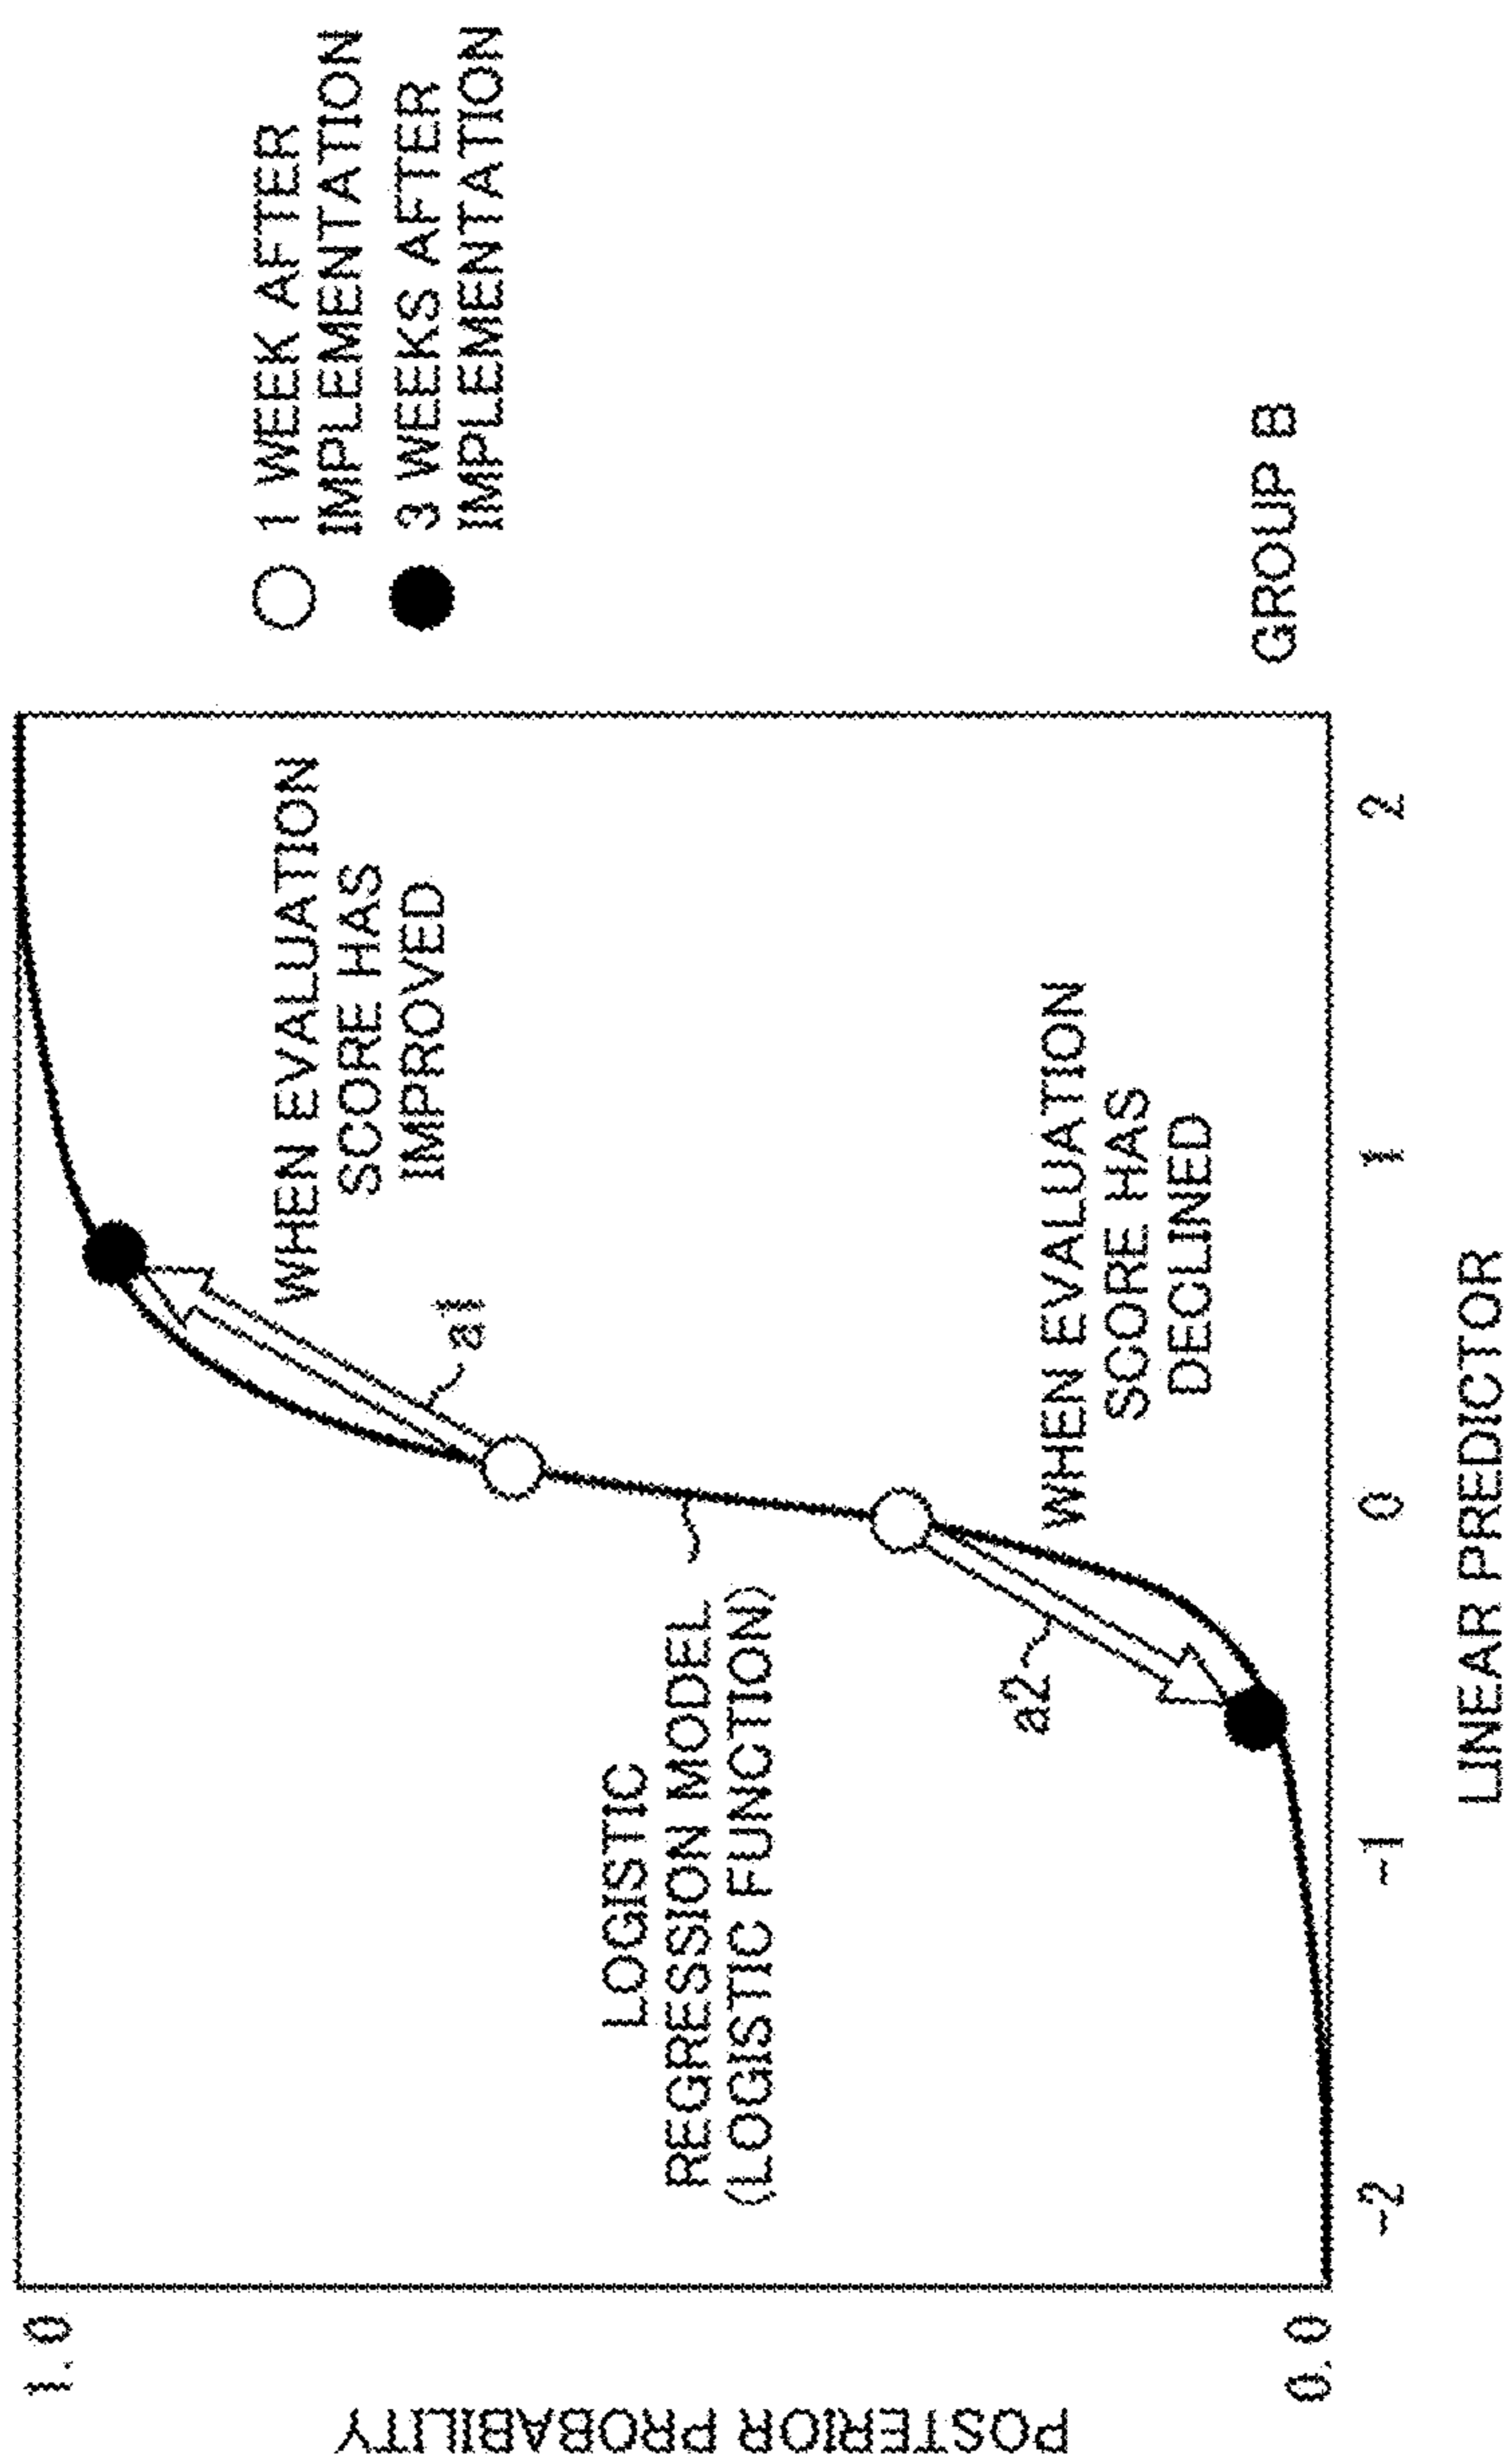 1 WEEK AFTER
IMPLEMENTATION
3 WEEKS AFTER
IMPLEMENTATION
GROUP B
POSTERIOR PROBABILITY
1.0
0.0
WHEN EVALUATION
SCORE HAS
IMPROVED
a1
LOGISTIC
REGRESSION MODEL
(LOGISTIC FUNCTION)
a2
WHEN EVALUATION
SCORE HAS
DECLINED
-2
-1
0
1
2
LINEAR PREDICTOR